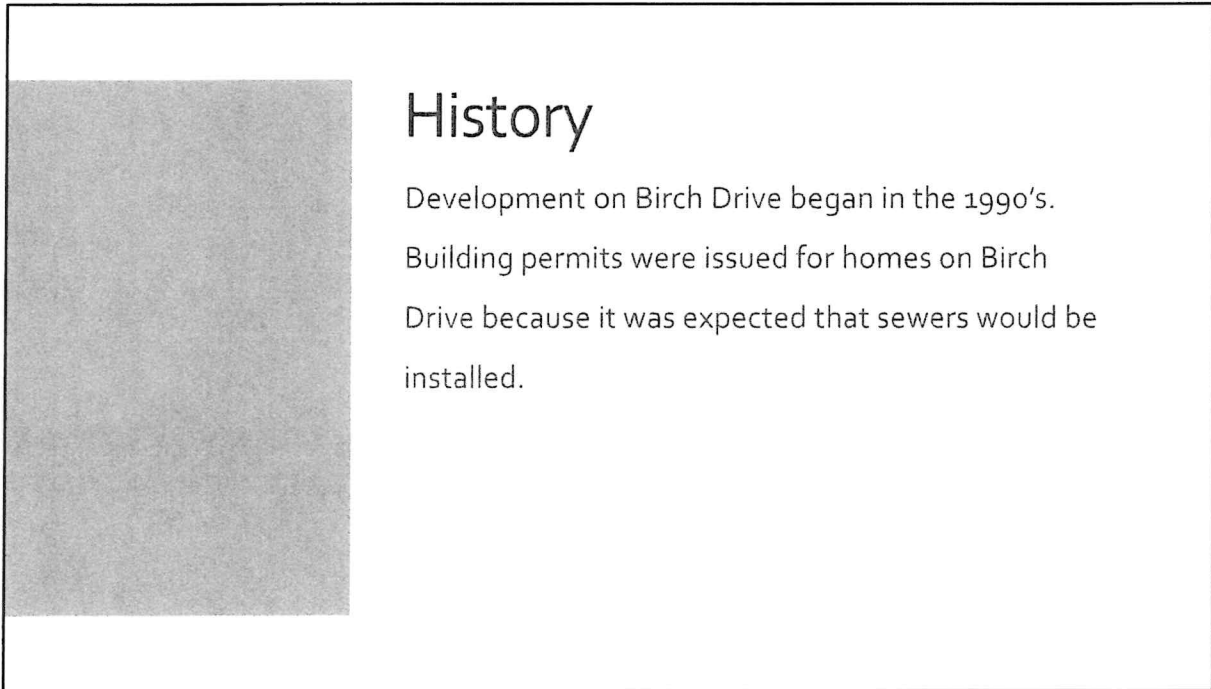 History
Development on Birch Drive began in the 1990's.
Building permits were issued for homes on Birch
Drive because it was expected that sewers would be
installed.